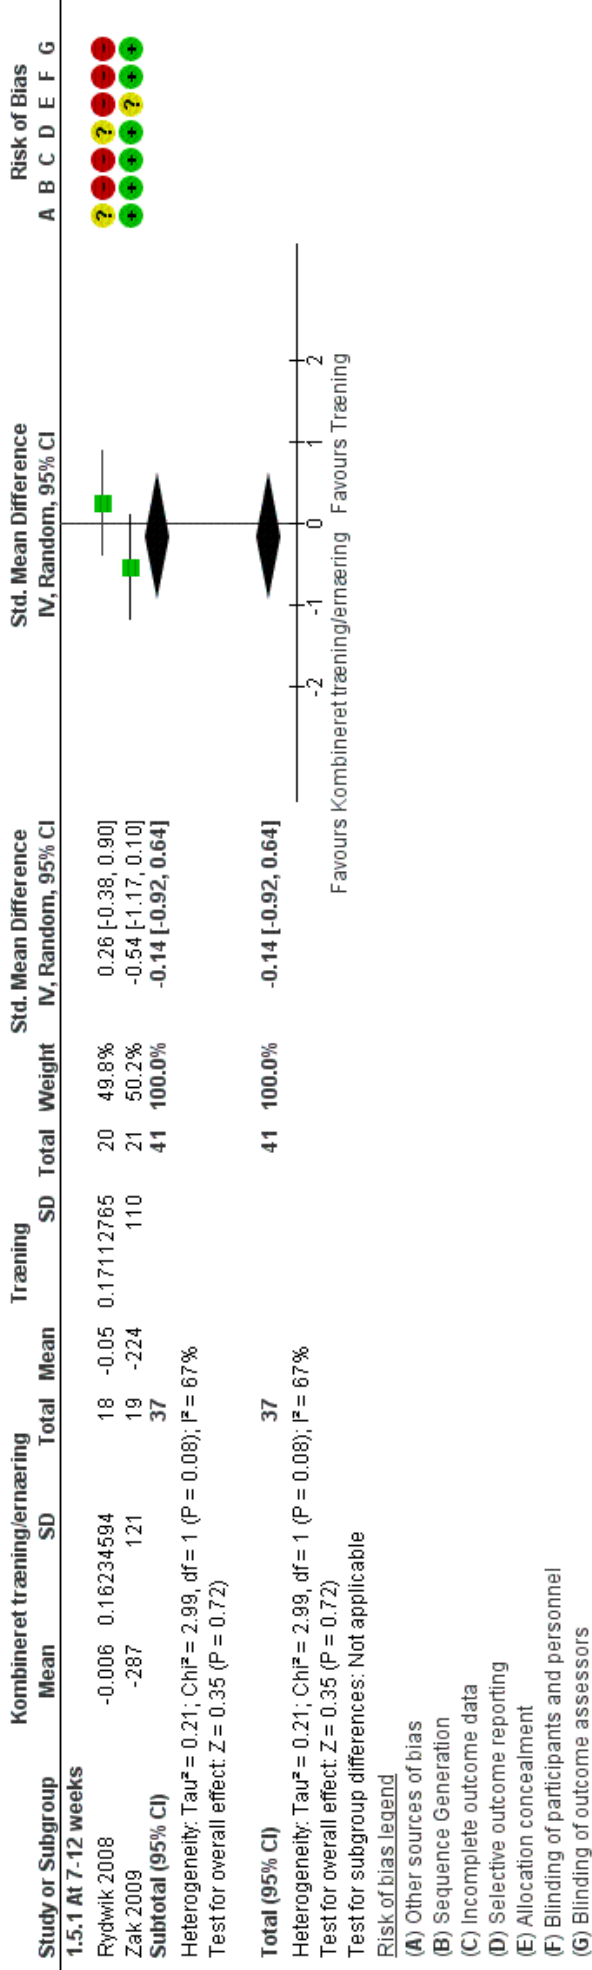 Kombineret træning/ernæring Træning Std. Mean Difference Std. Mean Difference Risk of Bias
Study or Subgroup Mean SD Total Mean SD Total Weight IV, Random, 95% CI IV, Random, 95% CI A B C D E F G
1.5.1 At 7-12 weeks
Rydwik 2008 -0.006 0.16234594 18 -0.05 0.17112765 20 49.8% 0.26 [-0.38, 0.90] ? - - ? - - -
Zak 2009 -287 121 19 -224 110 21 50.2% -0.54 [-1.17, 0.10] + + + + ? + +
Subtotal (95% CI) 37 41 100.0% -0.14 [-0.92, 0.64]
Heterogeneity: Tau² = 0.21; Chi² = 2.99, df = 1 (P = 0.08); I² = 67%
Test for overall effect: Z = 0.35 (P = 0.72)
Total (95% CI) 37 41 100.0% -0.14 [-0.92, 0.64]
Heterogeneity: Tau² = 0.21; Chi² = 2.99, df = 1 (P = 0.08); I² = 67%
Test for overall effect: Z = 0.35 (P = 0.72)
Test for subgroup differences: Not applicable
-2 -1 0 1 2
Favours Kombineret træning/ernæring Favours Træning
Risk of bias legend
(A) Other sources of bias
(B) Sequence Generation
(C) Incomplete outcome data
(D) Selective outcome reporting
(E) Allocation concealment
(F) Blinding of participants and personnel
(G) Blinding of outcome assessors